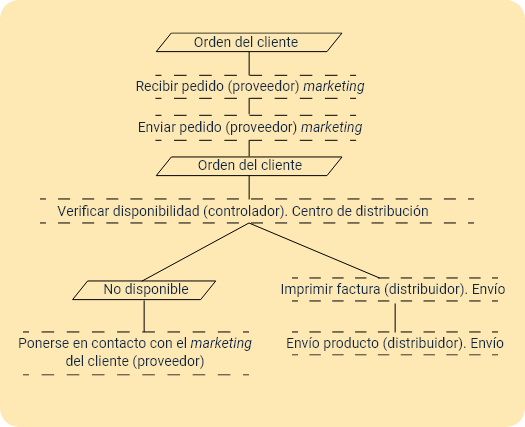 Orden del cliente
Recibir pedido (proveedor) marketing
Enviar pedido (proveedor) marketing
Orden del cliente
Verificar disponibilidad (controlador). Centro de distribución
No disponible
Imprimir factura (distribuidor). Envío
Ponerse en contacto con el marketing
del cliente (proveedor)
Envío producto (distribuidor). Envío